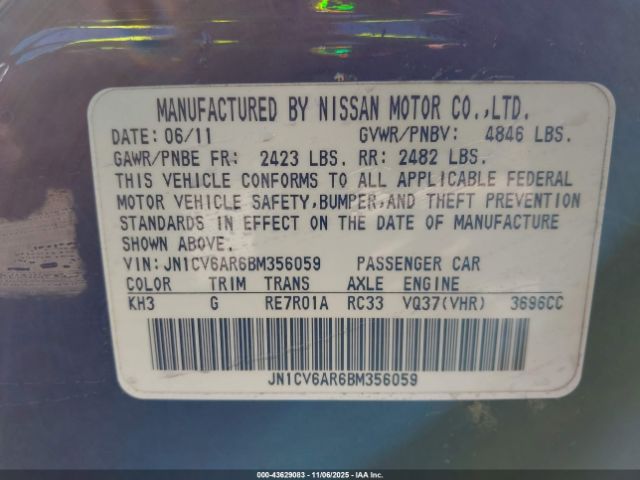 MANUFACTURED BY NISSAN MOTOR CO.,LTD.
DATE: 06/11 GVWR/PNBV: 4846 LBS.
GAWR/PNBE FR: 2423 LBS. RR: 2482 LBS.
THIS VEHICLE CONFORMS TO ALL APPLICABLE FEDERAL
MOTOR VEHICLE SAFETY,BUMPER,AND THEFT PREVENTION
STANDARDS IN EFFECT ON THE DATE OF MANUFACTURE
SHOWN ABOVE.
VIN:JN1CV6AR6BM356059 PASSENGER CAR
COLOR TRIM TRANS AXLE ENGINE
KH3 G RE7R01A RC33 VQ37(VHR) 3696CC
JN1CV6AR6BM356059
000-43629083 - 11/06/2025 - IAA Inc.